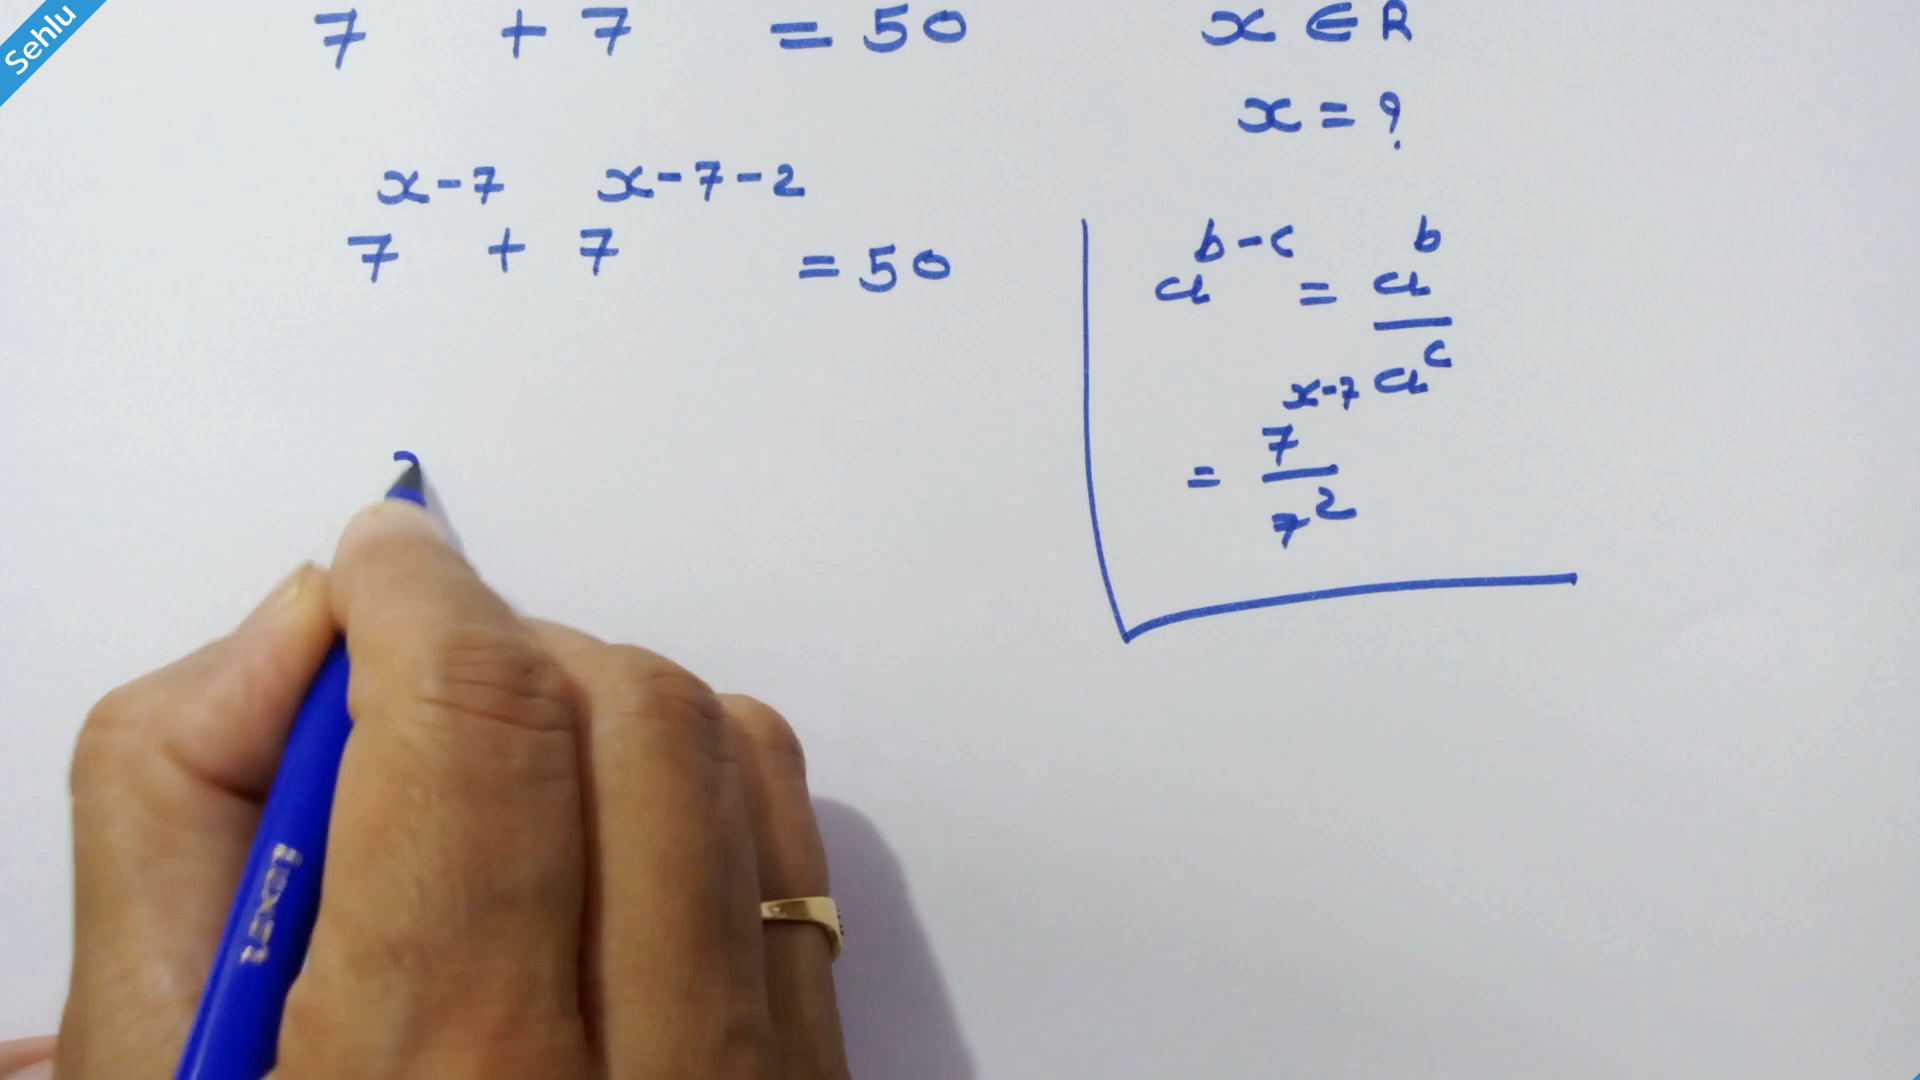 Sehlu
7 + 7 = 50
x ∈ R
x = ?
7^(x-7) + 7^(x-7-2) = 50
a^(b-c) = a^b / a^c
= 7^(x-7) / 7^2